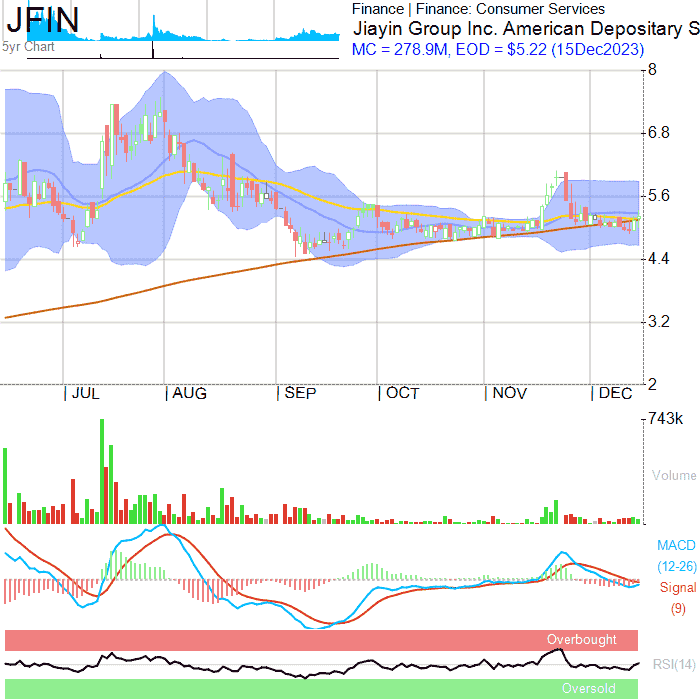 JFIN
5yr Chart
Finance | Finance: Consumer Services
Jiayin Group Inc. American Depositary S
MC = 278.9M, EOD = $5.22 (15Dec2023)
8
6.8
5.6
4.4
3.2
2
JUL AUG SEP OCT NOV DEC
743k
Volume
MACD
(12-26)
Signal
(9)
Overbought
RSI(14)
Oversold